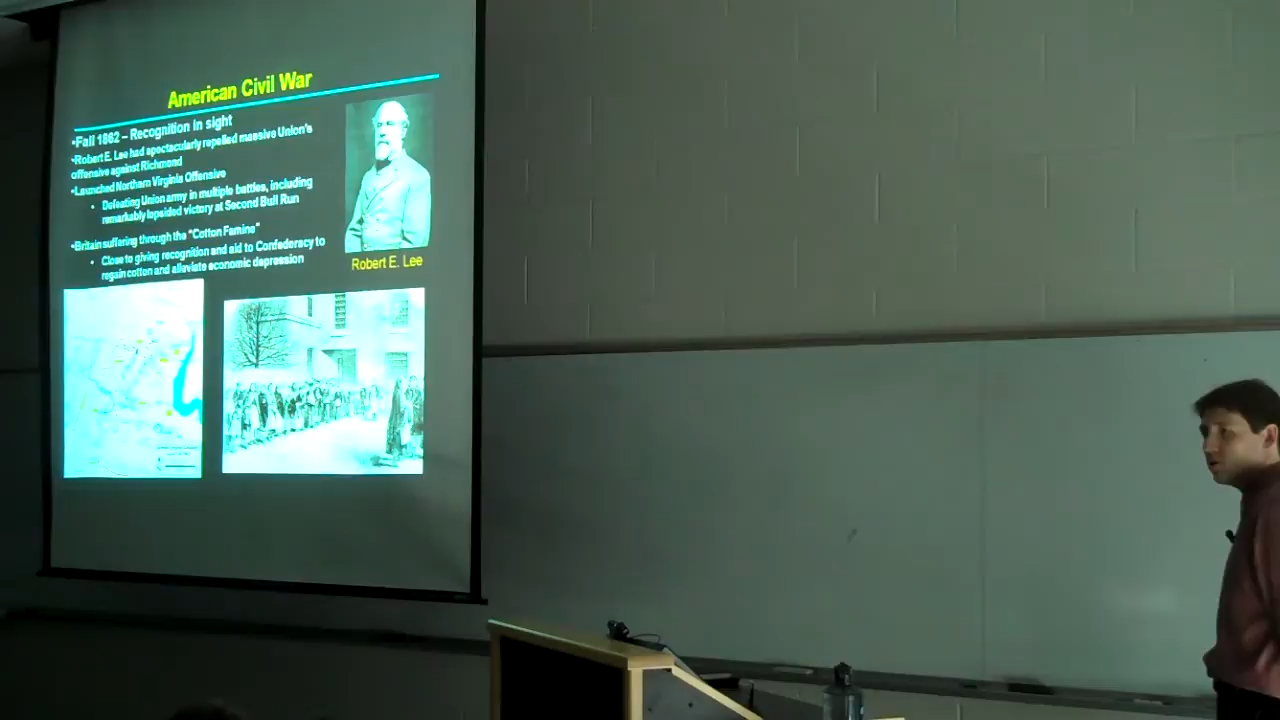 American Civil War
•Fall 1862 – Recognition in sight
•Robert E. Lee had spectacularly repelled massive Union's
offensive against Richmond
•Launched Northern Virginia Offensive
• Defeating Union army in multiple battles, including
remarkably lopsided victory at Second Bull Run
•Britain suffering through the "Cotton Famine"
• Close to giving recognition and aid to Confederacy to
regain cotton and alleviate economic depression
Robert E. Lee